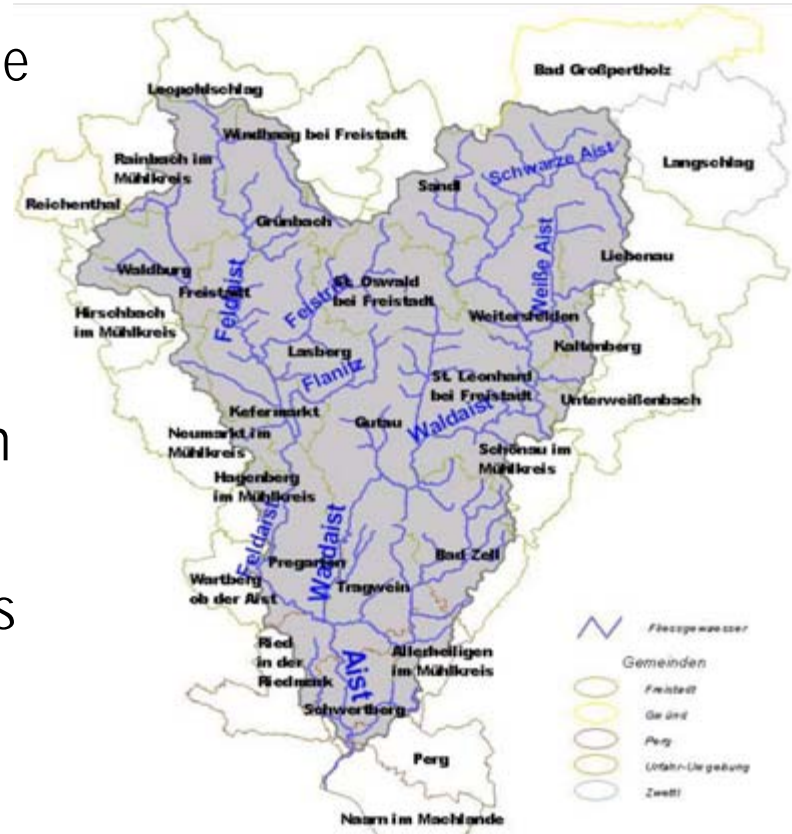 e
Leopoldschlag
Bad Großpertholz
Windhaag bei Freistadt
Rainbach im
Mühlkreis
Schwarze Aist
Langschlag
Sandl
Reichenthal
Grünbach
Weiße Aist
Liebenau
Waldburg
Freistadt
Feldaist
St. Oswald
bei Freistadt
Hirschbach
im Mühlkreis
Weitersfelden
Kaltenberg
Lasberg
Flanitz
St. Leonhard
bei Freistadt
Unterweißenbach
Kefermarkt
Gutau
Waldaist
n
Neumarkt im
Mühlkreis
Schönau im
Mühlkreis
Hagenberg
im Mühlkreis
Feldaist
Waldaist
Bad Zell
Pregarten
Wartberg
ob der Aist
Tragwein
s
Fliessgewaesser
Ried
in der
Riedmark
Aist
Allerheiligen
im Mühlkreis
Gemeinden
Freistadt
Gmünd
Schwertberg
Perg
Urfahr-Umgebung
Zwettl
Perg
Naarn im Machlande